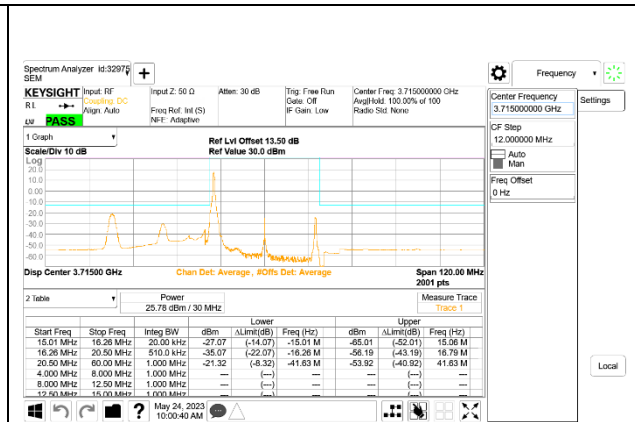 Spectrum Analyzer Id:32975
SEM
+
Frequency
KEYSIGHT
R L
PASS
Input: RF
Coupling: DC
Align: Auto
Input Z: 50 Ω
Freq Ref: Int (S)
NFE: Adaptive
Atten: 30 dB
Trig: Free Run
Gate: Off
IF Gain: Low
Center Freq: 3.715000000 GHz
Avg|Hold: 100.00% of 100
Radio Std: None
Center Frequency
3.715000000 GHz
Settings
CF Step
12.000000 MHz
Auto
Man
Freq Offset
0 Hz
Local
1 Graph
Scale/Div 10 dB
Ref Lvl Offset 13.50 dB
Ref Value 30.0 dBm
Log
20.0
10.0
0.00
-10.0
-20.0
-30.0
-40.0
-50.0
-60.0
Disp Center 3.71500 GHz
Chan Det: Average , #Offs Det: Average
Span 120.00 MHz
2001 pts
2 Table
Power
25.78 dBm / 30 MHz
Measure Trace
Trace 1
Lower Upper
Start Freq Stop Freq Integ BW dBm ΔLimit(dB) Freq (Hz) dBm ΔLimit(dB) Freq (Hz)
15.01 MHz 16.26 MHz 20.00 kHz -27.07 (-14.07) -15.01 M -65.01 (-52.01) 15.06 M
16.26 MHz 20.50 MHz 510.0 kHz -35.07 (-22.07) -16.26 M -56.19 (-43.19) 16.79 M
20.50 MHz 60.00 MHz 1.000 MHz -21.32 (-8.32) -41.63 M -53.92 (-40.92) 41.63 M
4.000 MHz 8.000 MHz 1.000 MHz --- (---) --- --- (---) ---
8.000 MHz 12.50 MHz 1.000 MHz --- (---) --- --- (---) ---
12.50 MHz 15.00 MHz 1.000 MHz --- (---) --- --- (---) ---
? May 24, 2023
10:00:40 AM